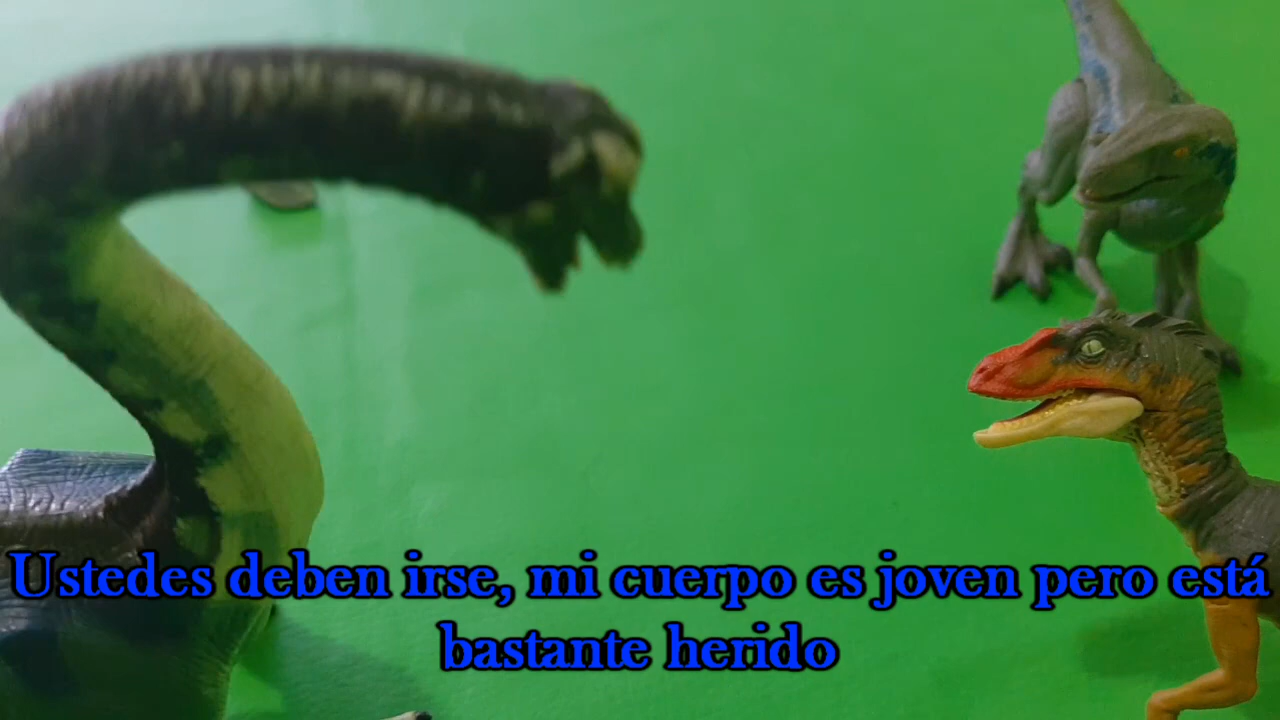 Ustedes deben irse, mi cuerpo es joven pero está
bastante herido